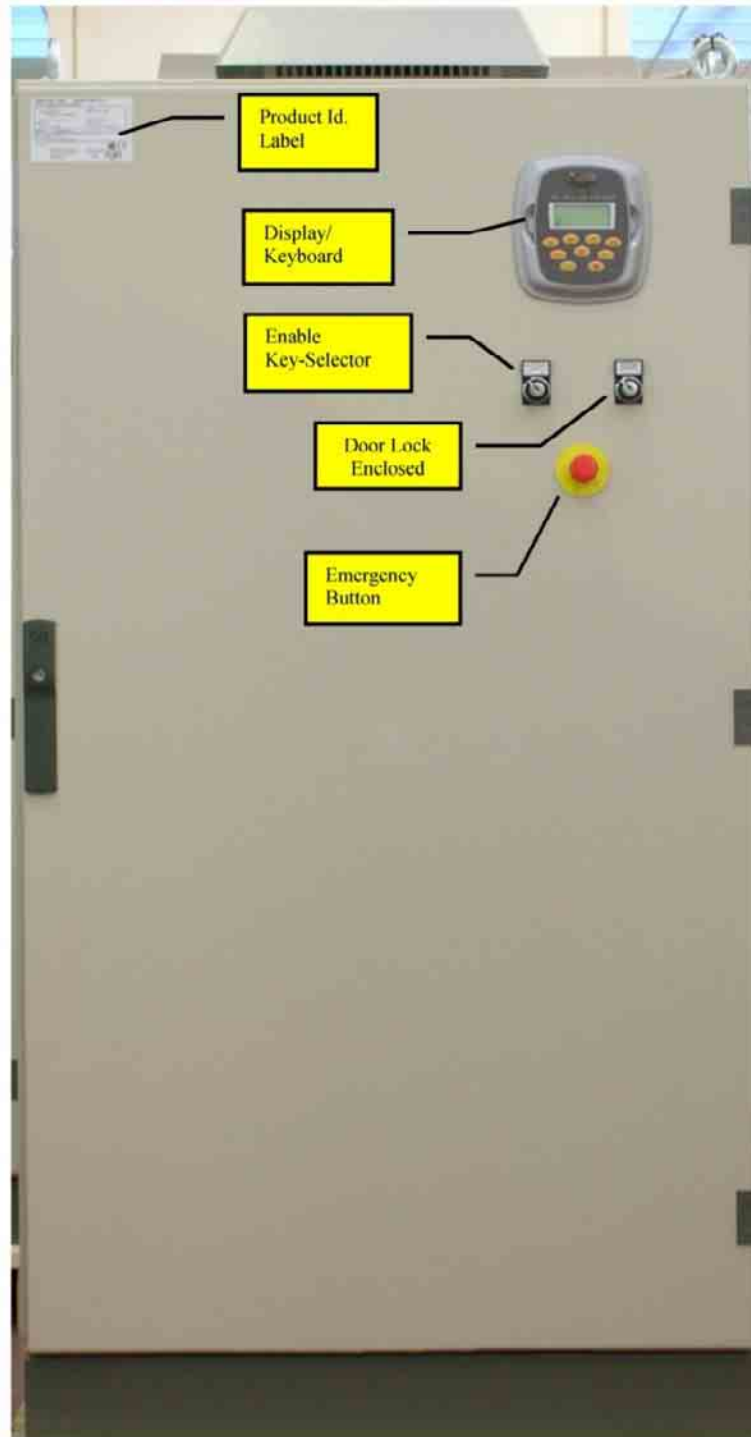 Product Id.
Label
Display/
Keyboard
Enable
Key-Selector
Door Lock
Enclosed
Emergency
Button